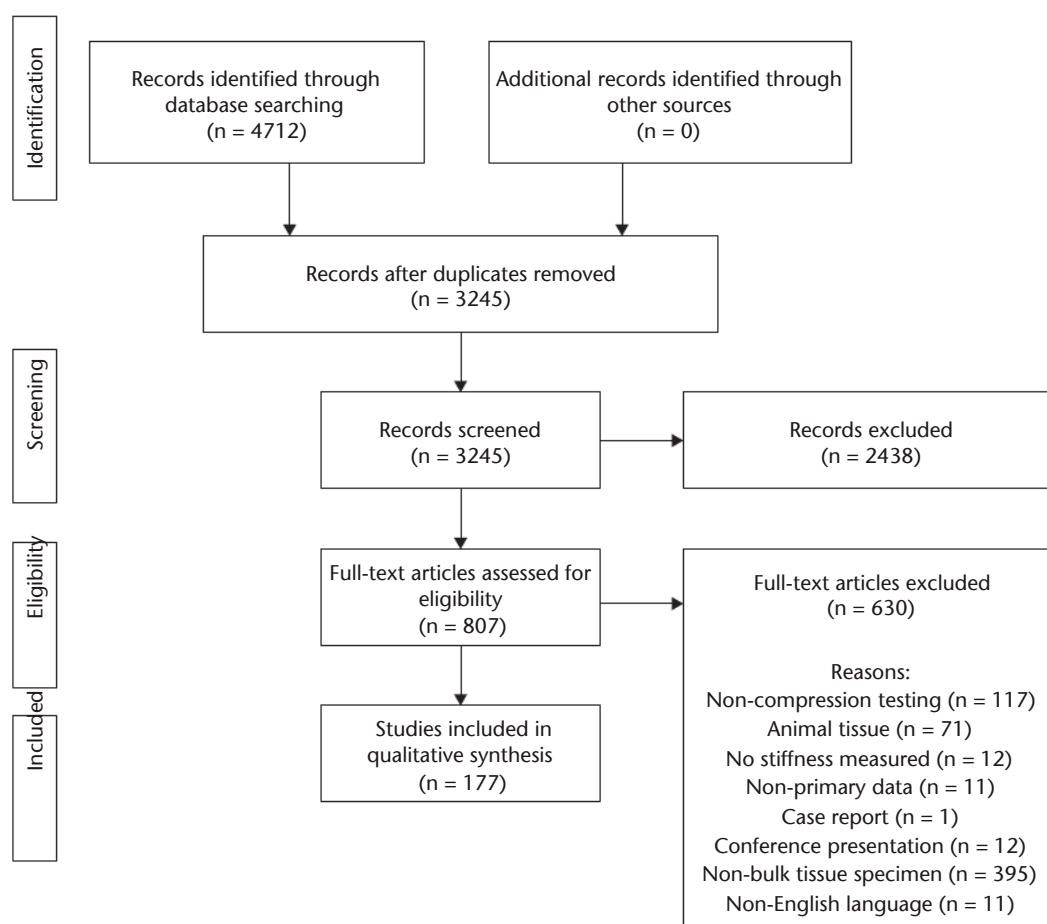 Identification
Records identified through
database searching
(n = 4712)
Additional records identified through
other sources
(n = 0)
Records after duplicates removed
(n = 3245)
Screening
Records screened
(n = 3245)
Records excluded
(n = 2438)
Eligibility
Full-text articles assessed for
eligibility
(n = 807)
Full-text articles excluded
(n = 630)
Reasons:
Non-compression testing (n = 117)
Animal tissue (n = 71)
No stiffness measured (n = 12)
Non-primary data (n = 11)
Case report (n = 1)
Conference presentation (n = 12)
Non-bulk tissue specimen (n = 395)
Non-English language (n = 11)
Included
Studies included in
qualitative synthesis
(n = 177)